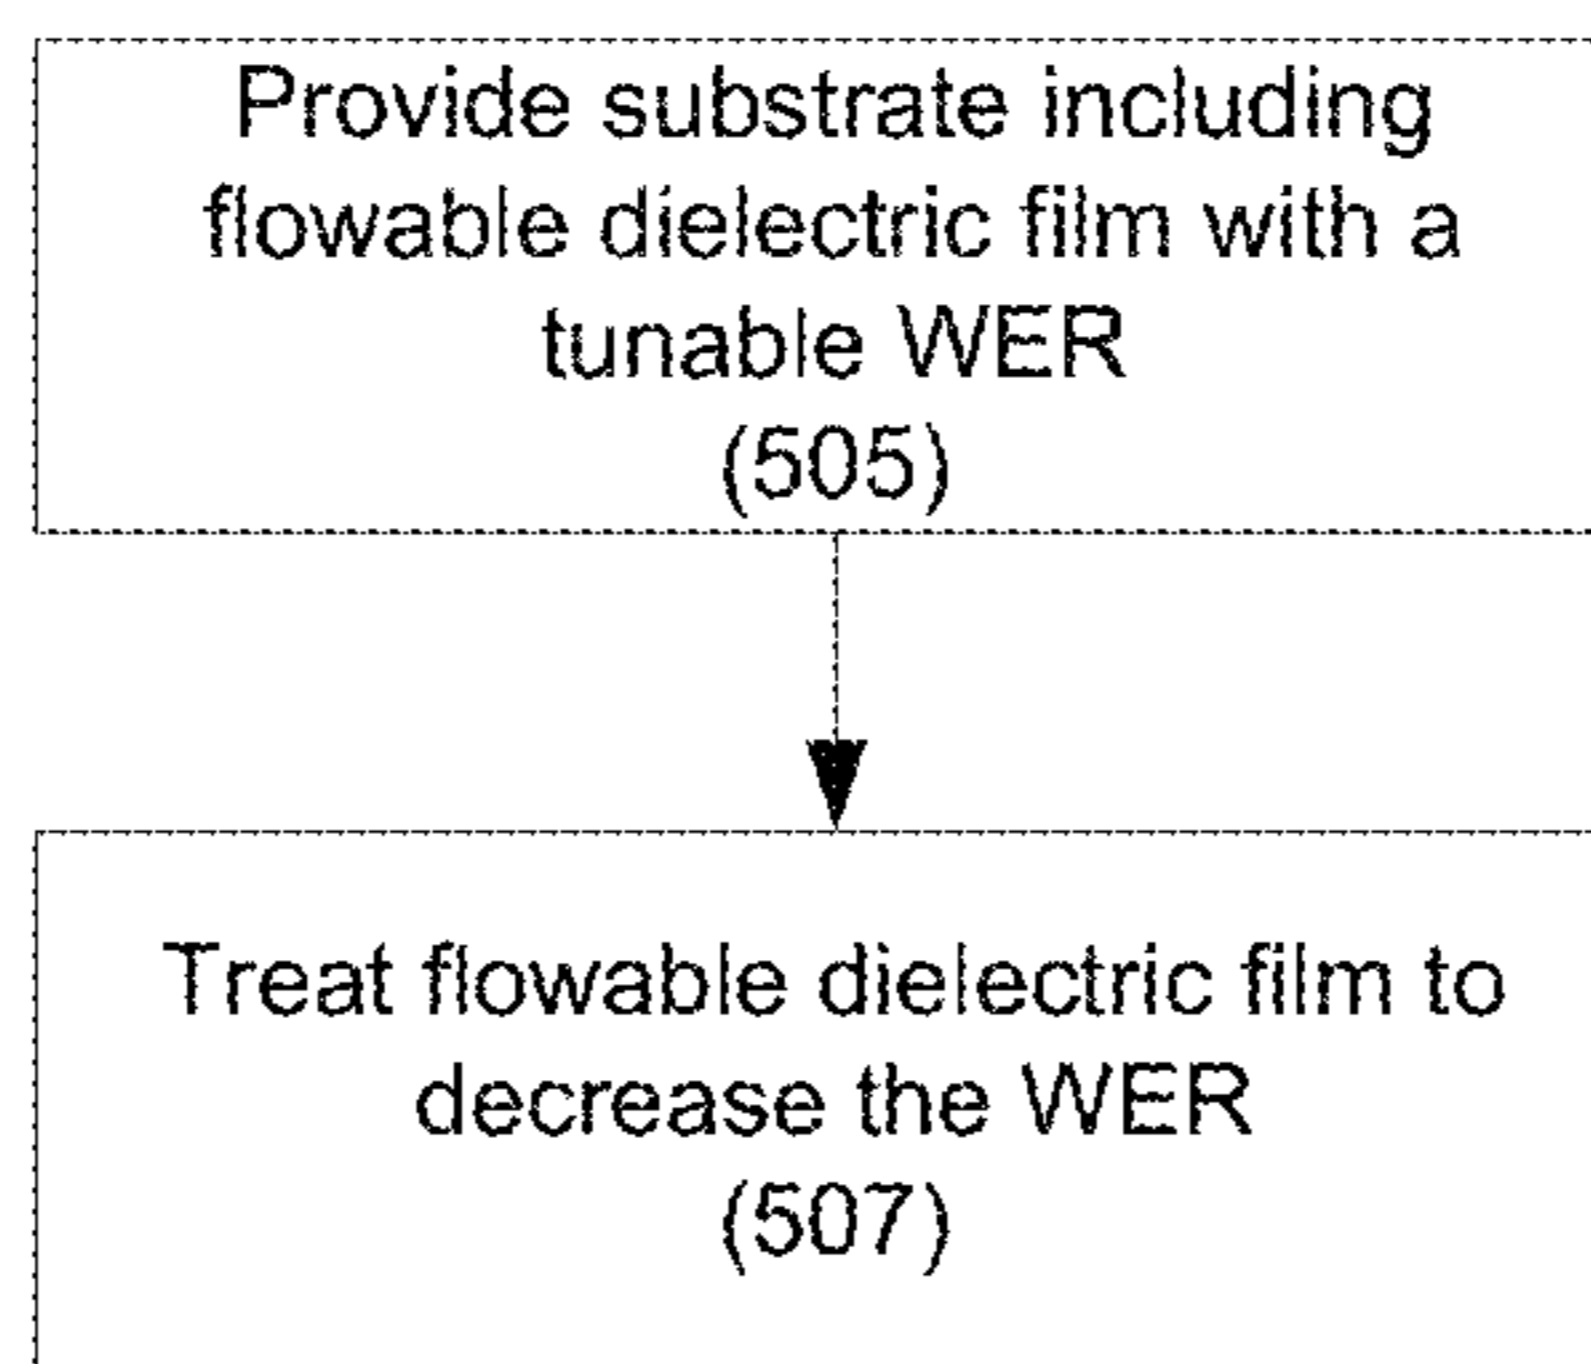 Provide substrate including
flowable dielectric film with a
tunable WER
(505)
Treat flowable dielectric film to
decrease the WER
(507)